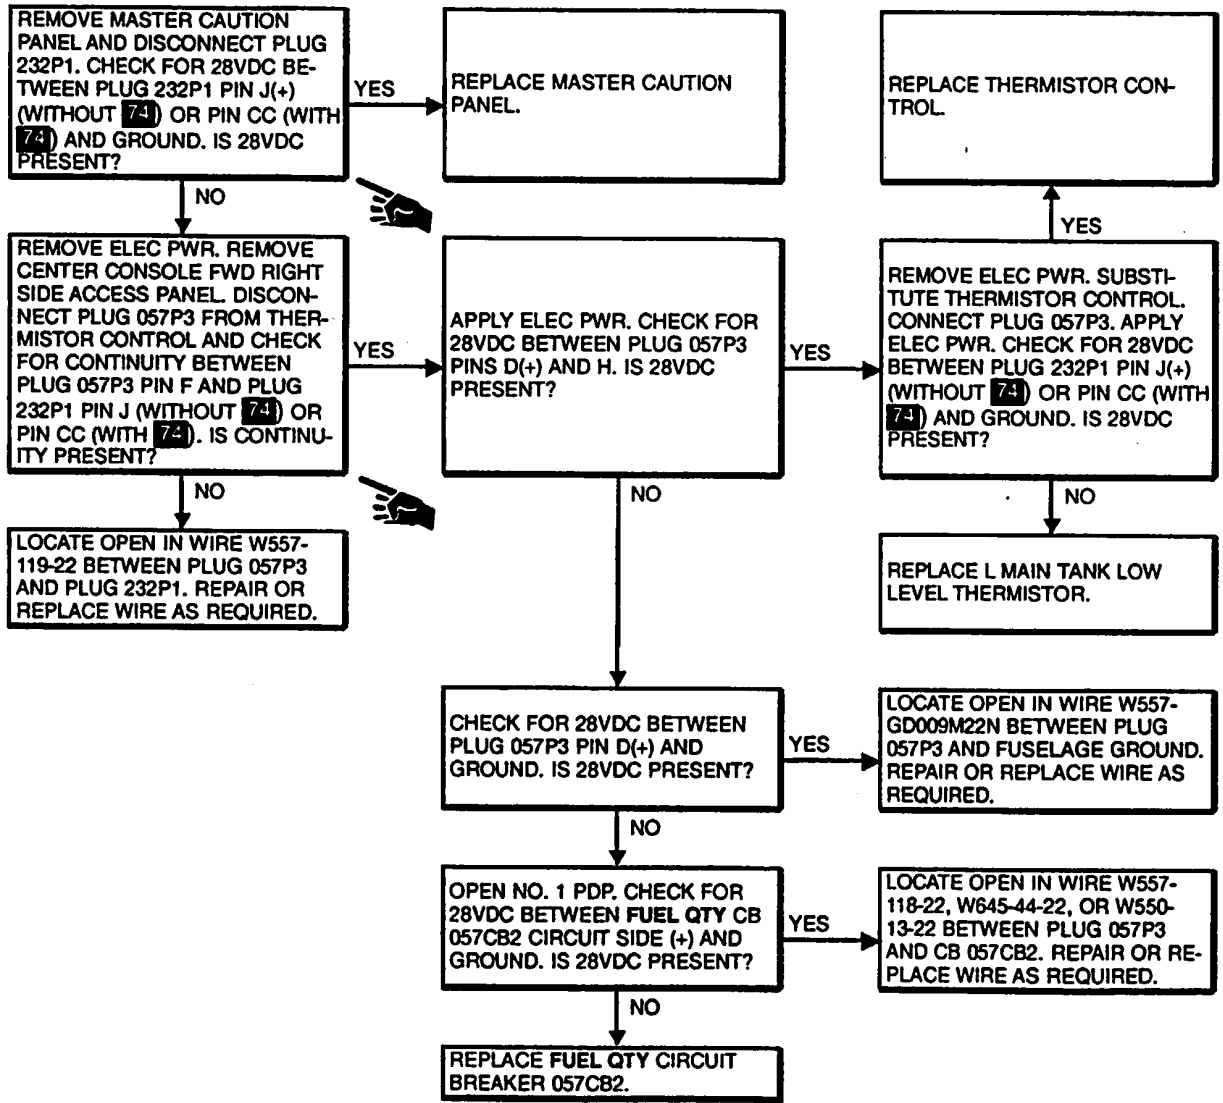 REMOVE MASTER CAUTION
PANEL AND DISCONNECT PLUG
232P1. CHECK FOR 28VDC BE-
TWEEN PLUG 232P1 PIN J(+)
(WITHOUT 74) OR PIN CC (WITH
74) AND GROUND. IS 28VDC
PRESENT?
YES
REPLACE MASTER CAUTION
PANEL.
NO
REMOVE ELEC PWR. REMOVE
CENTER CONSOLE FWD RIGHT
SIDE ACCESS PANEL. DISCON-
NECT PLUG 057P3 FROM THER-
MISTOR CONTROL AND CHECK
FOR CONTINUITY BETWEEN
PLUG 057P3 PIN F AND PLUG
232P1 PIN J (WITHOUT 74) OR
PIN CC (WITH 74). IS CONTINU-
ITY PRESENT?
YES
APPLY ELEC PWR. CHECK FOR
28VDC BETWEEN PLUG 057P3
PINS D(+) AND H. IS 28VDC
PRESENT?
YES
REMOVE ELEC PWR. SUBSTI-
TUTE THERMISTOR CONTROL.
CONNECT PLUG 057P3. APPLY
ELEC PWR. CHECK FOR 28VDC
BETWEEN PLUG 232P1 PIN J(+)
(WITHOUT 74) OR PIN CC (WITH
74) AND GROUND. IS 28VDC
PRESENT?
YES
REPLACE THERMISTOR CON-
TROL.
NO
LOCATE OPEN IN WIRE W557-
119-22 BETWEEN PLUG 057P3
AND PLUG 232P1. REPAIR OR
REPLACE WIRE AS REQUIRED.
NO
NO
REPLACE L MAIN TANK LOW
LEVEL THERMISTOR.
CHECK FOR 28VDC BETWEEN
PLUG 057P3 PIN D(+) AND
GROUND. IS 28VDC PRESENT?
YES
LOCATE OPEN IN WIRE W557-
GD009M22N BETWEEN PLUG
057P3 AND FUSELAGE GROUND.
REPAIR OR REPLACE WIRE AS
REQUIRED.
NO
OPEN NO. 1 PDP. CHECK FOR
28VDC BETWEEN FUEL QTY CB
057CB2 CIRCUIT SIDE (+) AND
GROUND. IS 28VDC PRESENT?
YES
LOCATE OPEN IN WIRE W557-
118-22, W645-44-22, OR W550-
13-22 BETWEEN PLUG 057P3
AND CB 057CB2. REPAIR OR RE-
PLACE WIRE AS REQUIRED.
NO
REPLACE FUEL QTY CIRCUIT
BREAKER 057CB2.